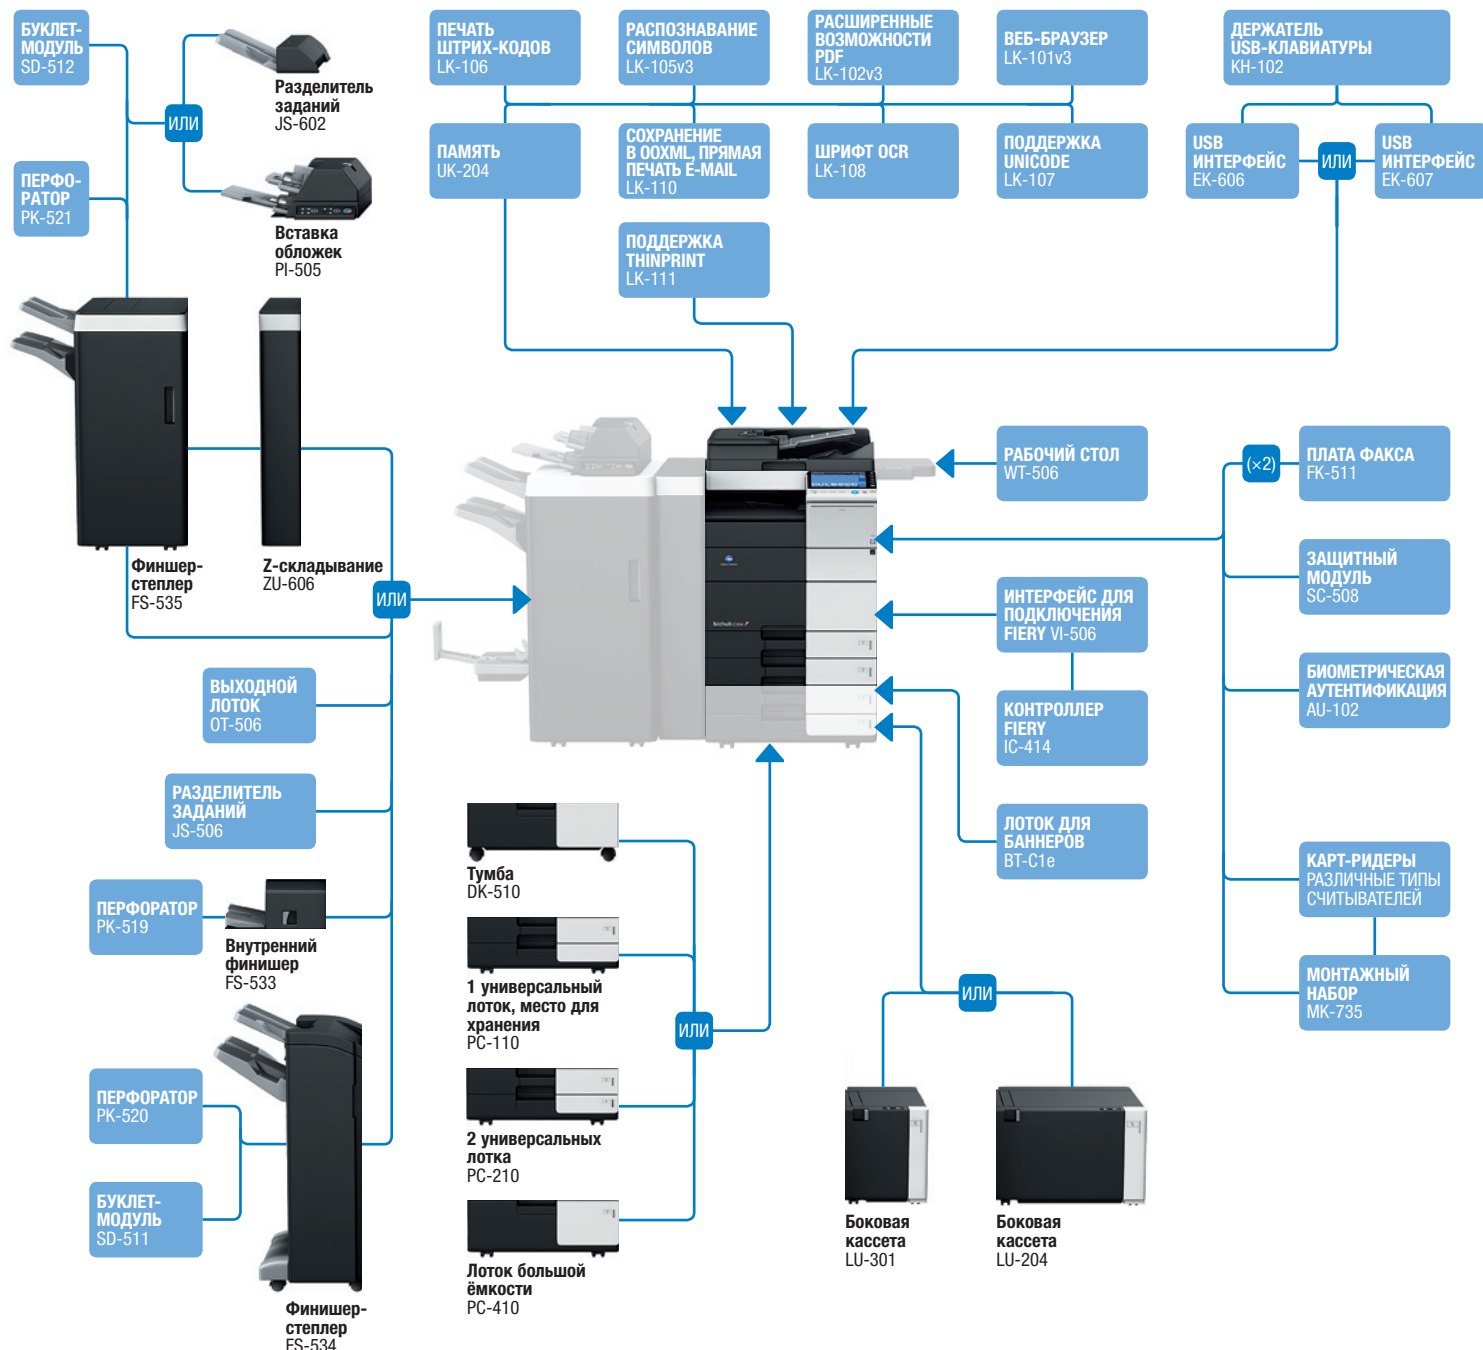 БУКЛЕТ-
МОДУЛЬ
SD-512
Разделитель
заданий
JS-602
ИЛИ
ПЕРФО-
РАТОР
PK-521
Вставка
обложек
PI-505
ПЕЧАТЬ
ШТРИХ-КОДОВ
LK-106
РАСПОЗНАВАНИЕ
СИМВОЛОВ
LK-105v3
РАСШИРЕННЫЕ
ВОЗМОЖНОСТИ
PDF
LK-102v3
ВЕБ-БРАУЗЕР
LK-101v3
ДЕРЖАТЕЛЬ
USB-КЛАВИАТУРЫ
KH-102
ПАМЯТЬ
UK-204
СОХРАНЕНИЕ
В OOXML, ПРЯМАЯ
ПЕЧАТЬ E-MAIL
LK-110
ШРИФТ OCR
LK-108
ПОДДЕРЖКА
UNICODE
LK-107
USB
ИНТЕРФЕЙС
EK-606
ИЛИ
USB
ИНТЕРФЕЙС
EK-607
ПОДДЕРЖКА
THINPRINT
LK-111
Финшер-
степлер
FS-535
Z-складывание
ZU-606
ИЛИ
РАБОЧИЙ СТОЛ
WT-506
(×2)
ПЛАТА ФАКСА
FK-511
ЗАЩИТНЫЙ
МОДУЛЬ
SC-508
ИНТЕРФЕЙС ДЛЯ
ПОДКЛЮЧЕНИЯ
FIERY VI-506
БИОМЕТРИЧЕСКАЯ
АУТЕНТИФИКАЦИЯ
AU-102
КОНТРОЛЛЕР
FIERY
IC-414
ЛОТОК ДЛЯ
БАННЕРОВ
BT-C1e
КАРТ-РИДЕРЫ
РАЗЛИЧНЫЕ ТИПЫ
СЧИТЫВАТЕЛЕЙ
МОНТАЖНЫЙ
НАБОР
MK-735
bizhub
ВЫХОДНОЙ
ЛОТОК
OT-506
РАЗДЕЛИТЕЛЬ
ЗАДАНИЙ
JS-506
ПЕРФОРАТОР
PK-519
Внутренний
финишер
FS-533
ПЕРФОРАТОР
PK-520
БУКЛЕТ-
МОДУЛЬ
SD-511
Финишер-
степлер
FS-534
Тумба
DK-510
1 универсальный
лоток, место для
хранения
PC-110
ИЛИ
2 универсальных
лотка
PC-210
Лоток большой
ёмкости
PC-410
ИЛИ
Боковая
кассета
LU-301
Боковая
кассета
LU-204